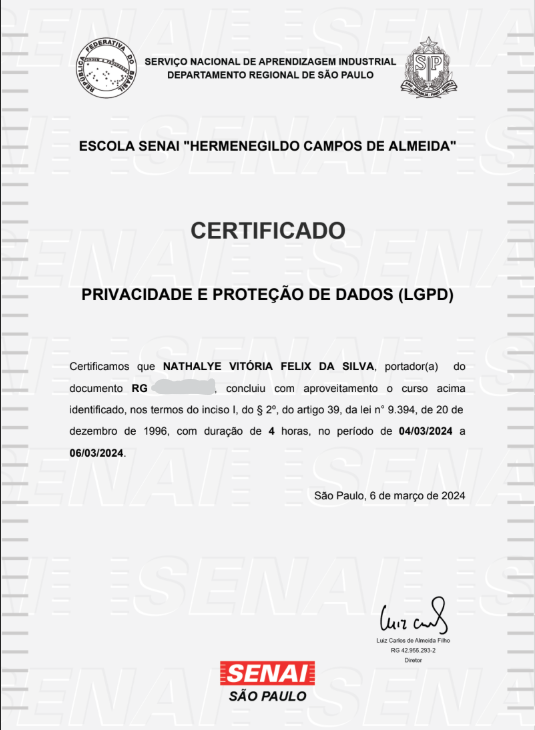 REPÚBLICA FEDERATIVA DO BRASIL
SERVIÇO NACIONAL DE APRENDIZAGEM INDUSTRIAL
DEPARTAMENTO REGIONAL DE SÃO PAULO
SP
ESCOLA SENAI "HERMENEGILDO CAMPOS DE ALMEIDA"
CERTIFICADO
PRIVACIDADE E PROTEÇÃO DE DADOS (LGPD)
Certificamos que NATHALYE VITÓRIA FELIX DA SILVA, portador(a) do
documento RG , concluiu com aproveitamento o curso acima
identificado, nos termos do inciso I, do § 2º, do artigo 39, da lei n° 9.394, de 20 de
dezembro de 1996, com duração de 4 horas, no período de 04/03/2024 a
06/03/2024.
São Paulo, 6 de março de 2024
Luiz Carlos de Almeida Filho
RG 42.956.293-2
Diretor
SENAI
SÃO PAULO